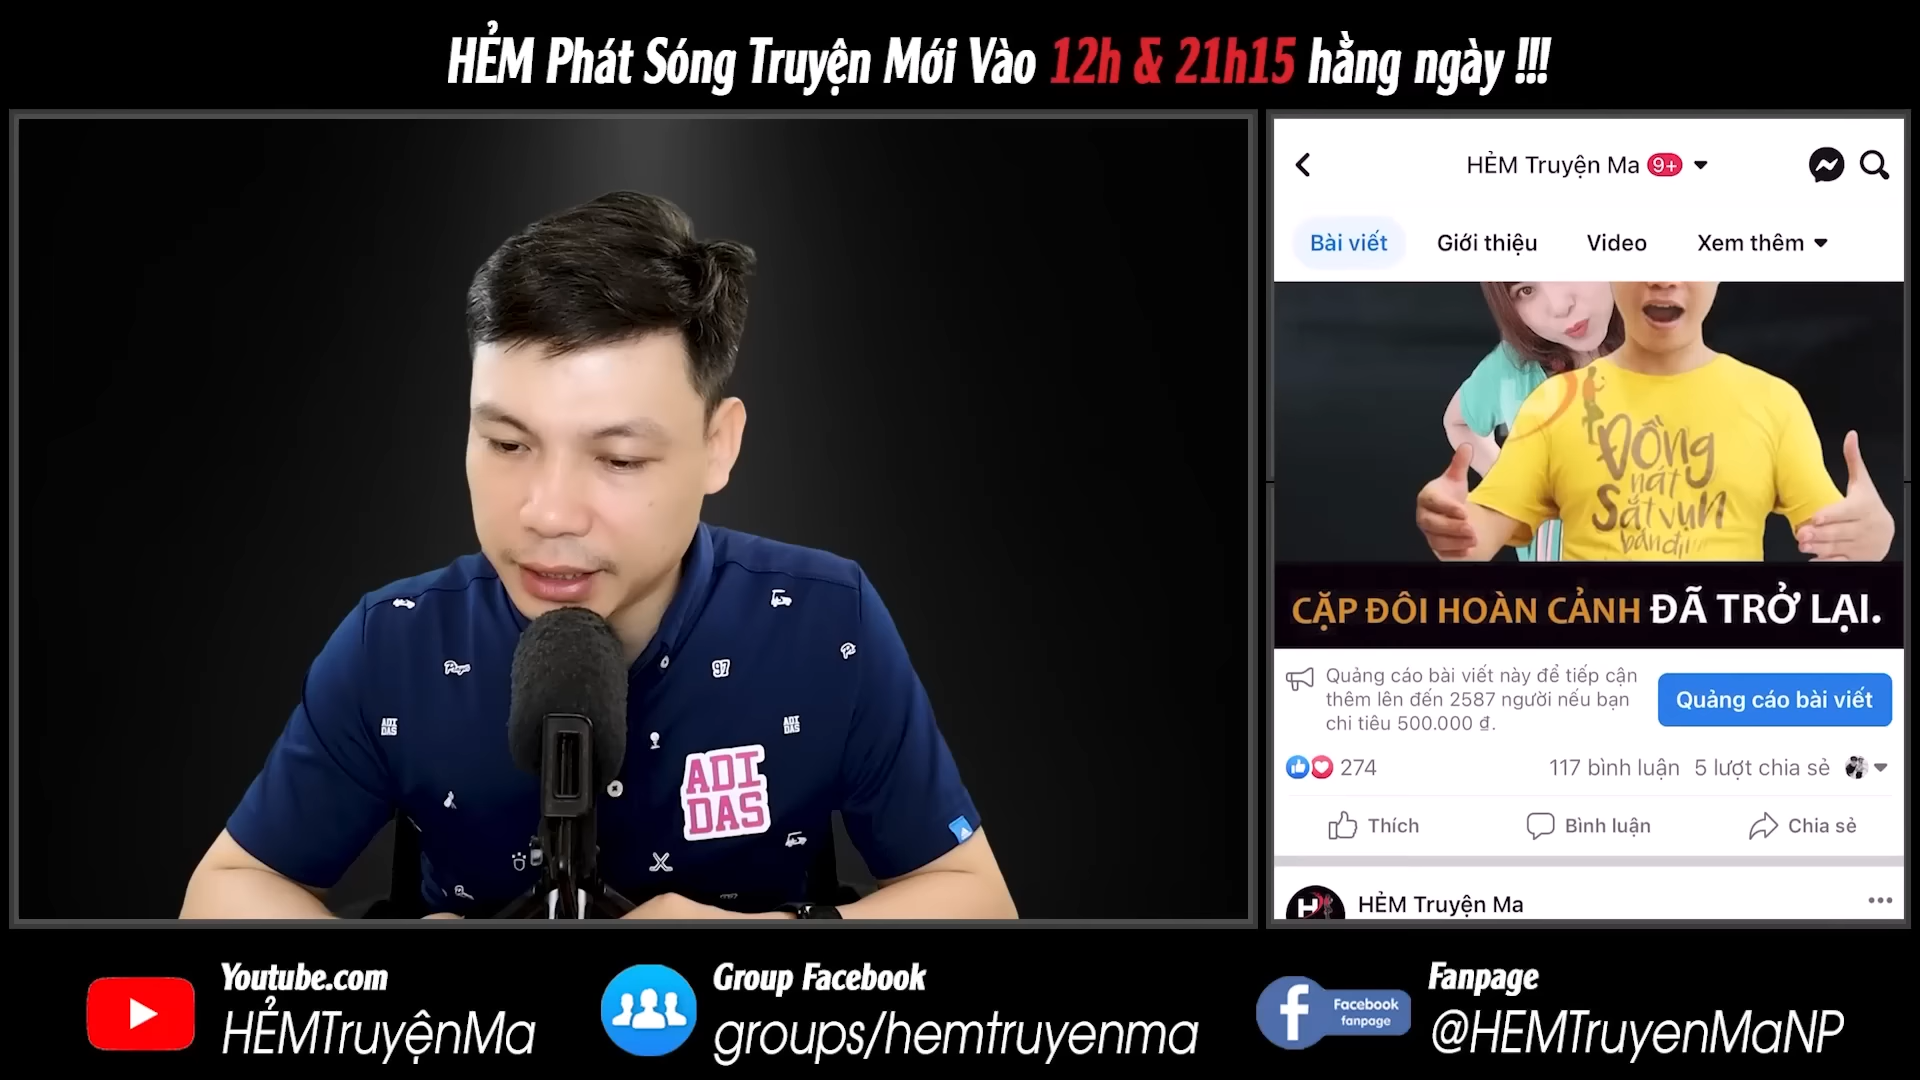 HẺM Phát Sóng Truyện Mới Vào 12h & 21h15 hằng ngày !!!
HẺM Truyện Ma 9+
Bài viết Giới thiệu Video Xem thêm
Đồng
nát
Sắt vụn
CẶP ĐÔI HOÀN CẢNH ĐÃ TRỞ LẠI.
Quảng cáo bài viết này để tiếp cận
thêm lên đến 2587 người nếu bạn
chi tiêu 500.000 ₫.
Quảng cáo bài viết
274
117 bình luận 5 lượt chia sẻ
Thích Bình luận Chia sẻ
HẺM Truyện Ma
97
ADI
DAS
ADI
DAS
ADI
DAS
Youtube.com
HẺMTruyệnMa
Group Facebook
groups/hemtruyenma
Facebook
fanpage
Fanpage
@HEMTruyenMaNP